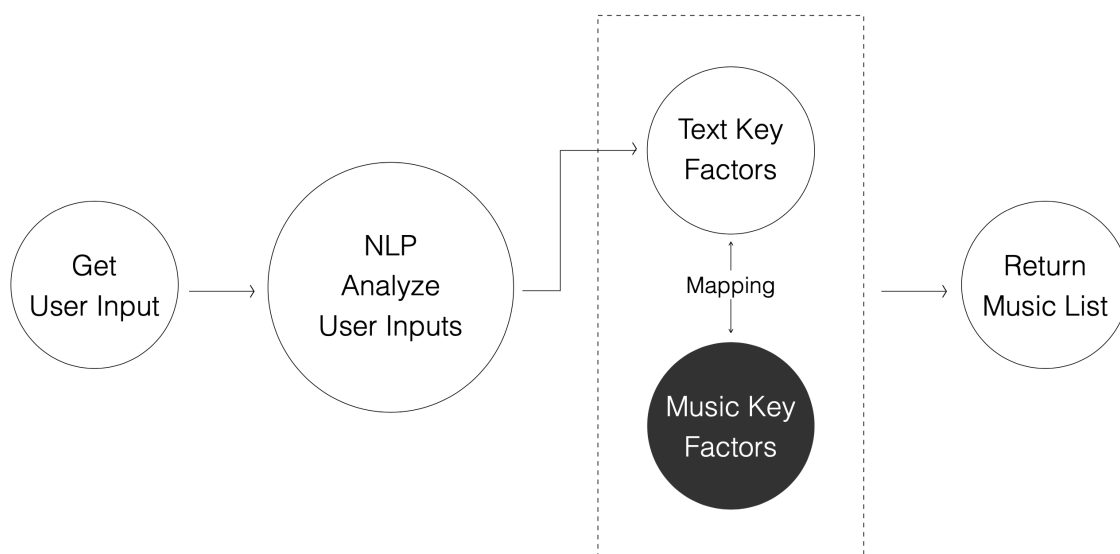 Get
User Input
NLP
Analyze
User Inputs
Text Key
Factors
Mapping
Music Key
Factors
Return
Music List